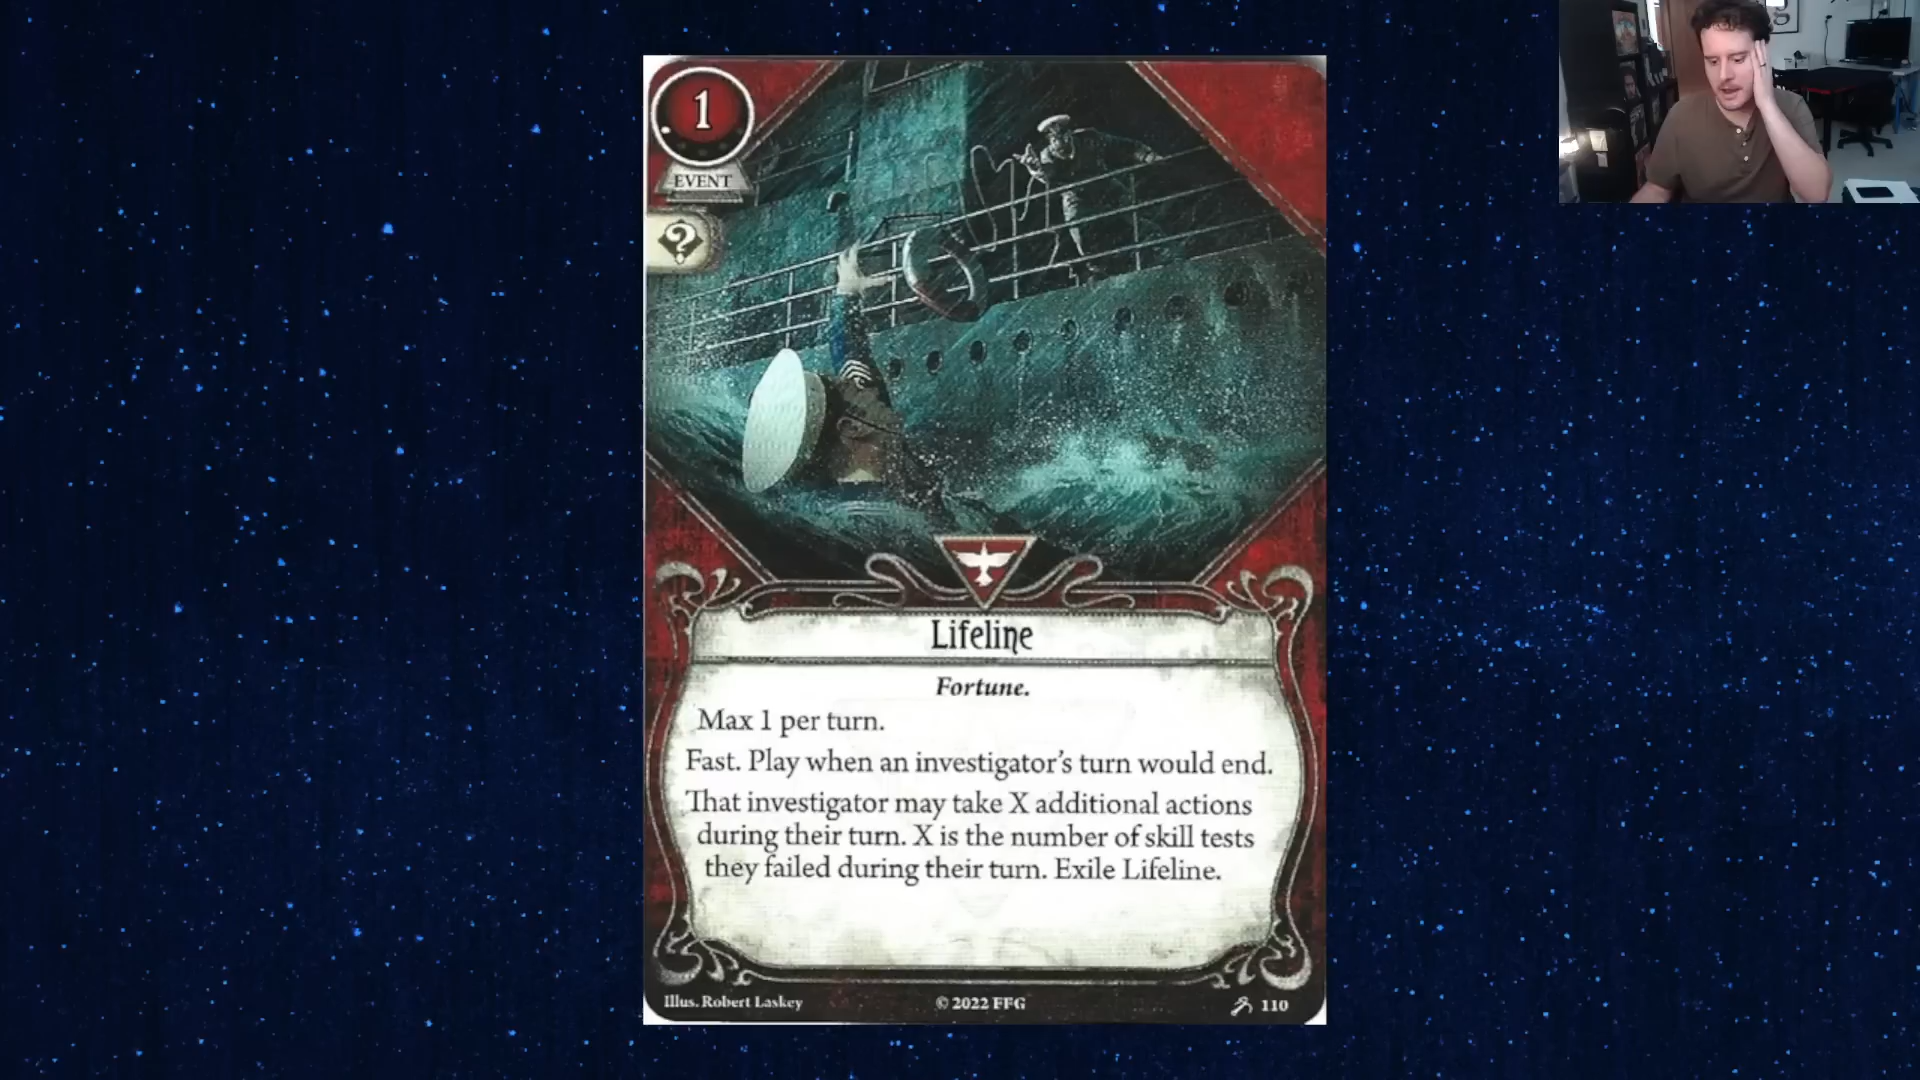 1
EVENT
?
Lifeline
Fortune.
Max 1 per turn.
Fast. Play when an investigator's turn would end.
That investigator may take X additional actions
during their turn. X is the number of skill tests
they failed during their turn. Exile Lifeline.
Illus. Robert Laskey
© 2022 FFG
110